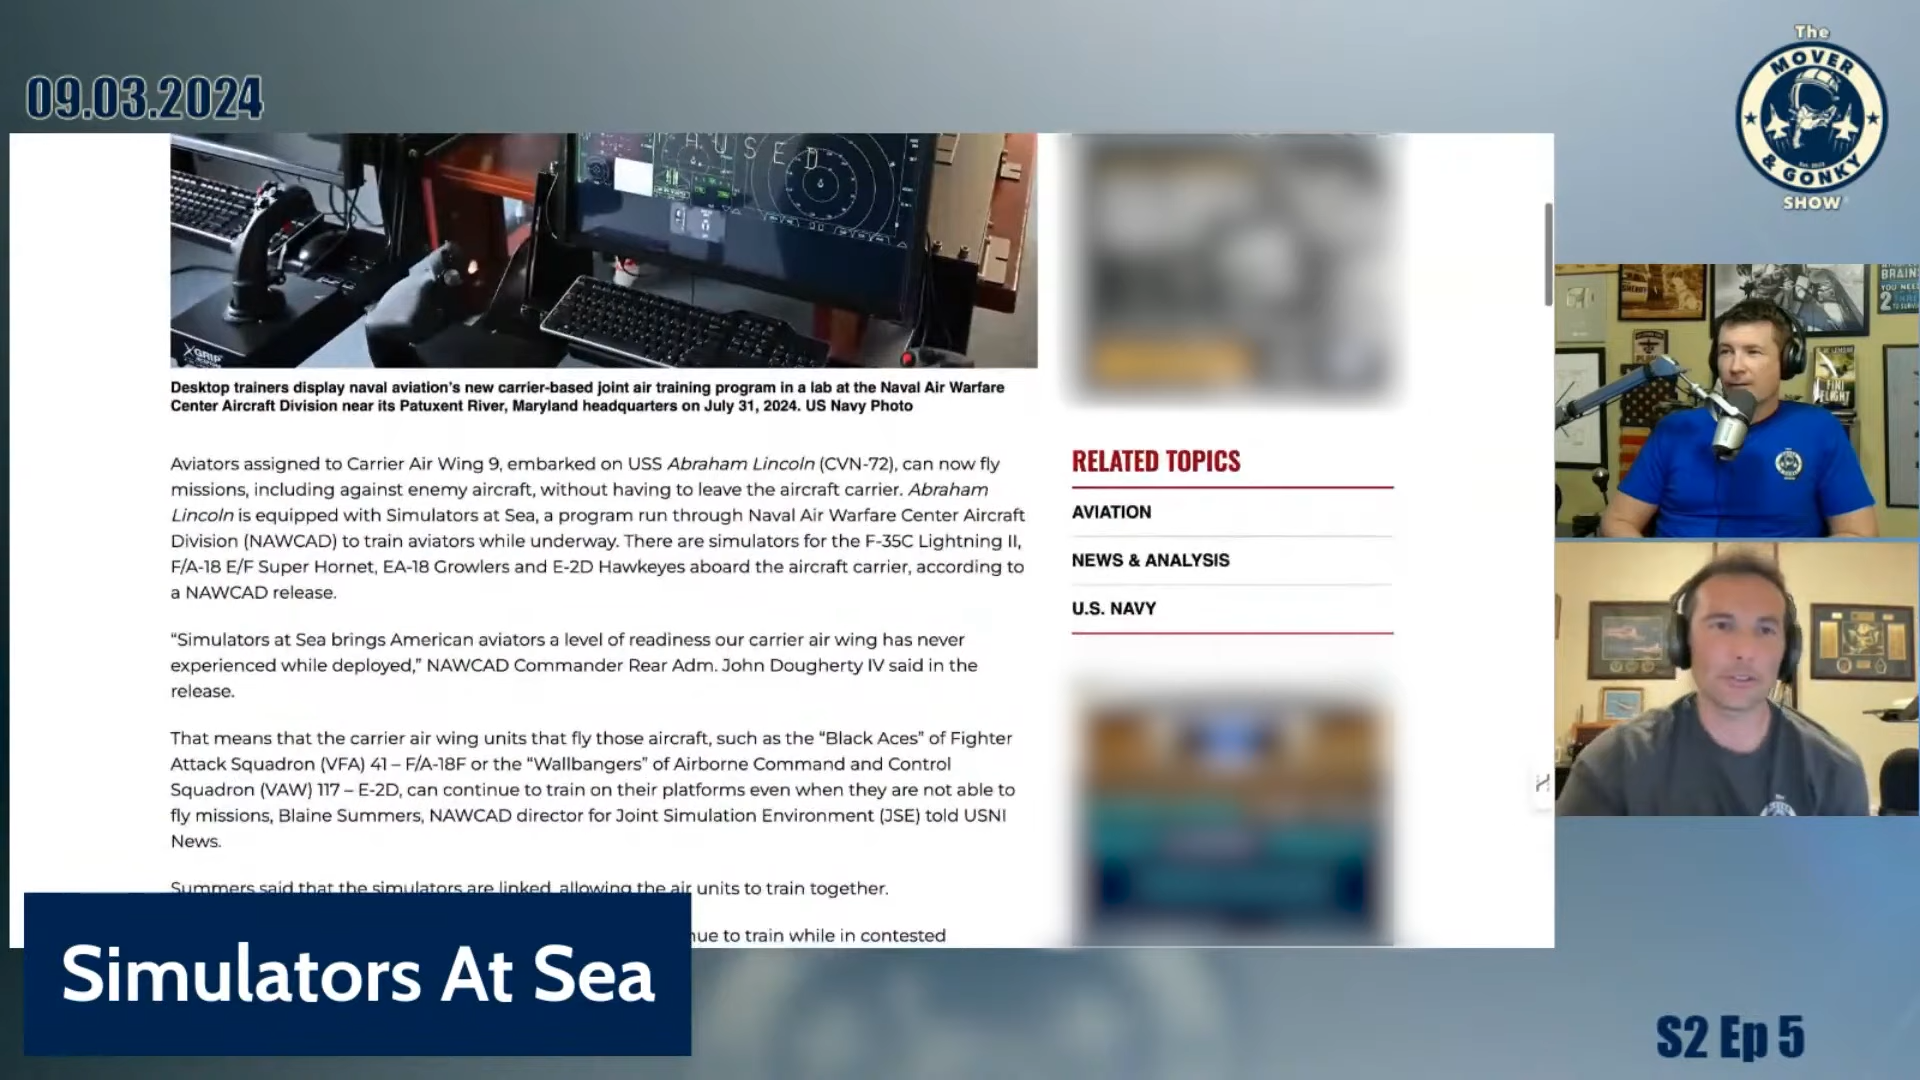 09.03.2024
The
MOVER
& GONKY
SHOW
AUSED
XGRIP
Desktop trainers display naval aviation's new carrier-based joint air training program in a lab at the Naval Air Warfare
Center Aircraft Division near its Patuxent River, Maryland headquarters on July 31, 2024. US Navy Photo
Aviators assigned to Carrier Air Wing 9, embarked on USS Abraham Lincoln (CVN-72), can now fly
missions, including against enemy aircraft, without having to leave the aircraft carrier. Abraham
Lincoln is equipped with Simulators at Sea, a program run through Naval Air Warfare Center Aircraft
Division (NAWCAD) to train aviators while underway. There are simulators for the F-35C Lightning II,
F/A-18 E/F Super Hornet, EA-18 Growlers and E-2D Hawkeyes aboard the aircraft carrier, according to
a NAWCAD release.
“Simulators at Sea brings American aviators a level of readiness our carrier air wing has never
experienced while deployed,” NAWCAD Commander Rear Adm. John Dougherty IV said in the
release.
That means that the carrier air wing units that fly those aircraft, such as the “Black Aces” of Fighter
Attack Squadron (VFA) 41 – F/A-18F or the “Wallbangers” of Airborne Command and Control
Squadron (VAW) 117 – E-2D, can continue to train on their platforms even when they are not able to
fly missions, Blaine Summers, NAWCAD director for Joint Simulation Environment (JSE) told USNI
News.
Summers said that the simulators are linked, allowing the air units to train together.
nue to train while in contested
RELATED TOPICS
AVIATION
NEWS & ANALYSIS
U.S. NAVY
BRAIN
YOU NEE
2
FINI
FLIGHT
Simulators At Sea
S2 Ep 5